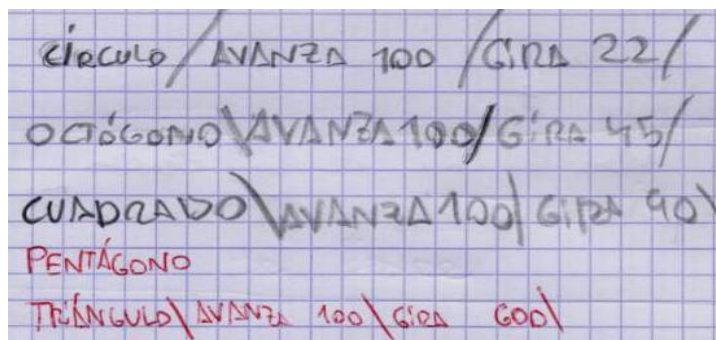 CÍRCULO / AVANZA 100 / GIRA 22 /
OCTÓGONO \ AVANZA 100 / GIRA 45 /
CUADRADO \ AVANZA 100 | GIRA 90 \
PENTÁGONO
TRIÁNGULO \ AVANZA 100 \ GIRA 600 \